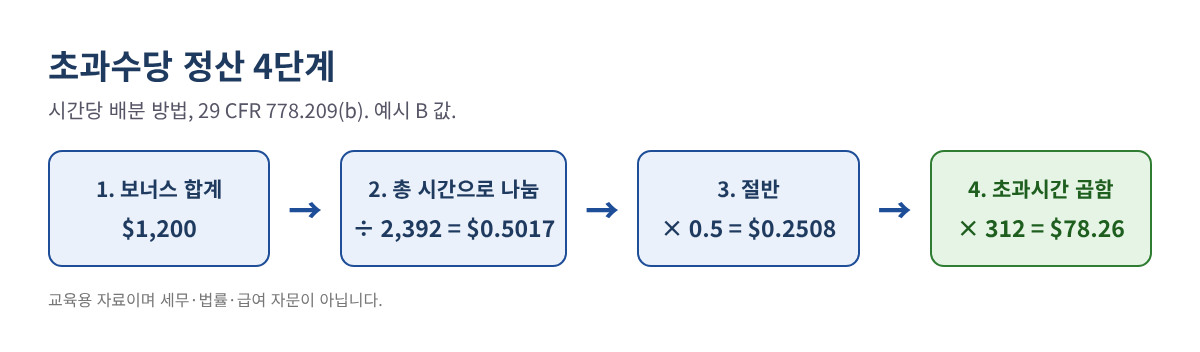 초과수당 정산 4단계
시간당 배분 방법, 29 CFR 778.209(b). 예시 B 값.
1. 보너스 합계
$1,200
→
2. 총 시간으로 나눔
÷ 2,392 = $0.5017
→
3. 절반
× 0.5 = $0.2508
→
4. 초과시간 곱함
× 312 = $78.26
교육용 자료이며 세무·법률·급여 자문이 아닙니다.